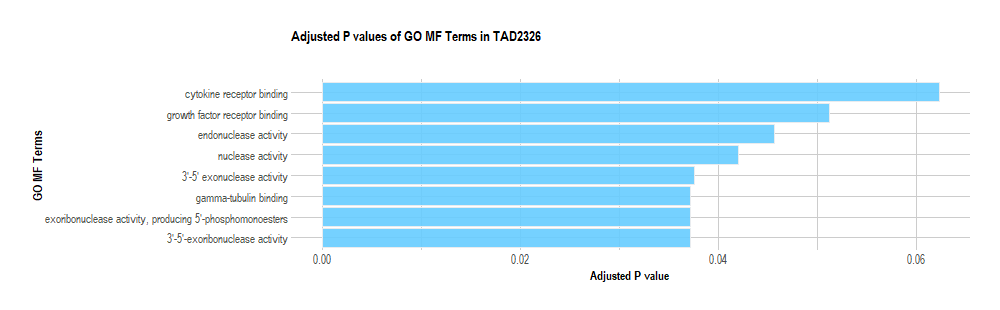 Adjusted P values of GO MF Terms in TAD2326
GO MF Terms
cytokine receptor binding
growth factor receptor binding
endonuclease activity
nuclease activity
3'-5' exonuclease activity
gamma-tubulin binding
exoribonuclease activity, producing 5'-phosphomonoesters
3'-5'-exoribonuclease activity
0.00 0.02 0.04 0.06
Adjusted P value